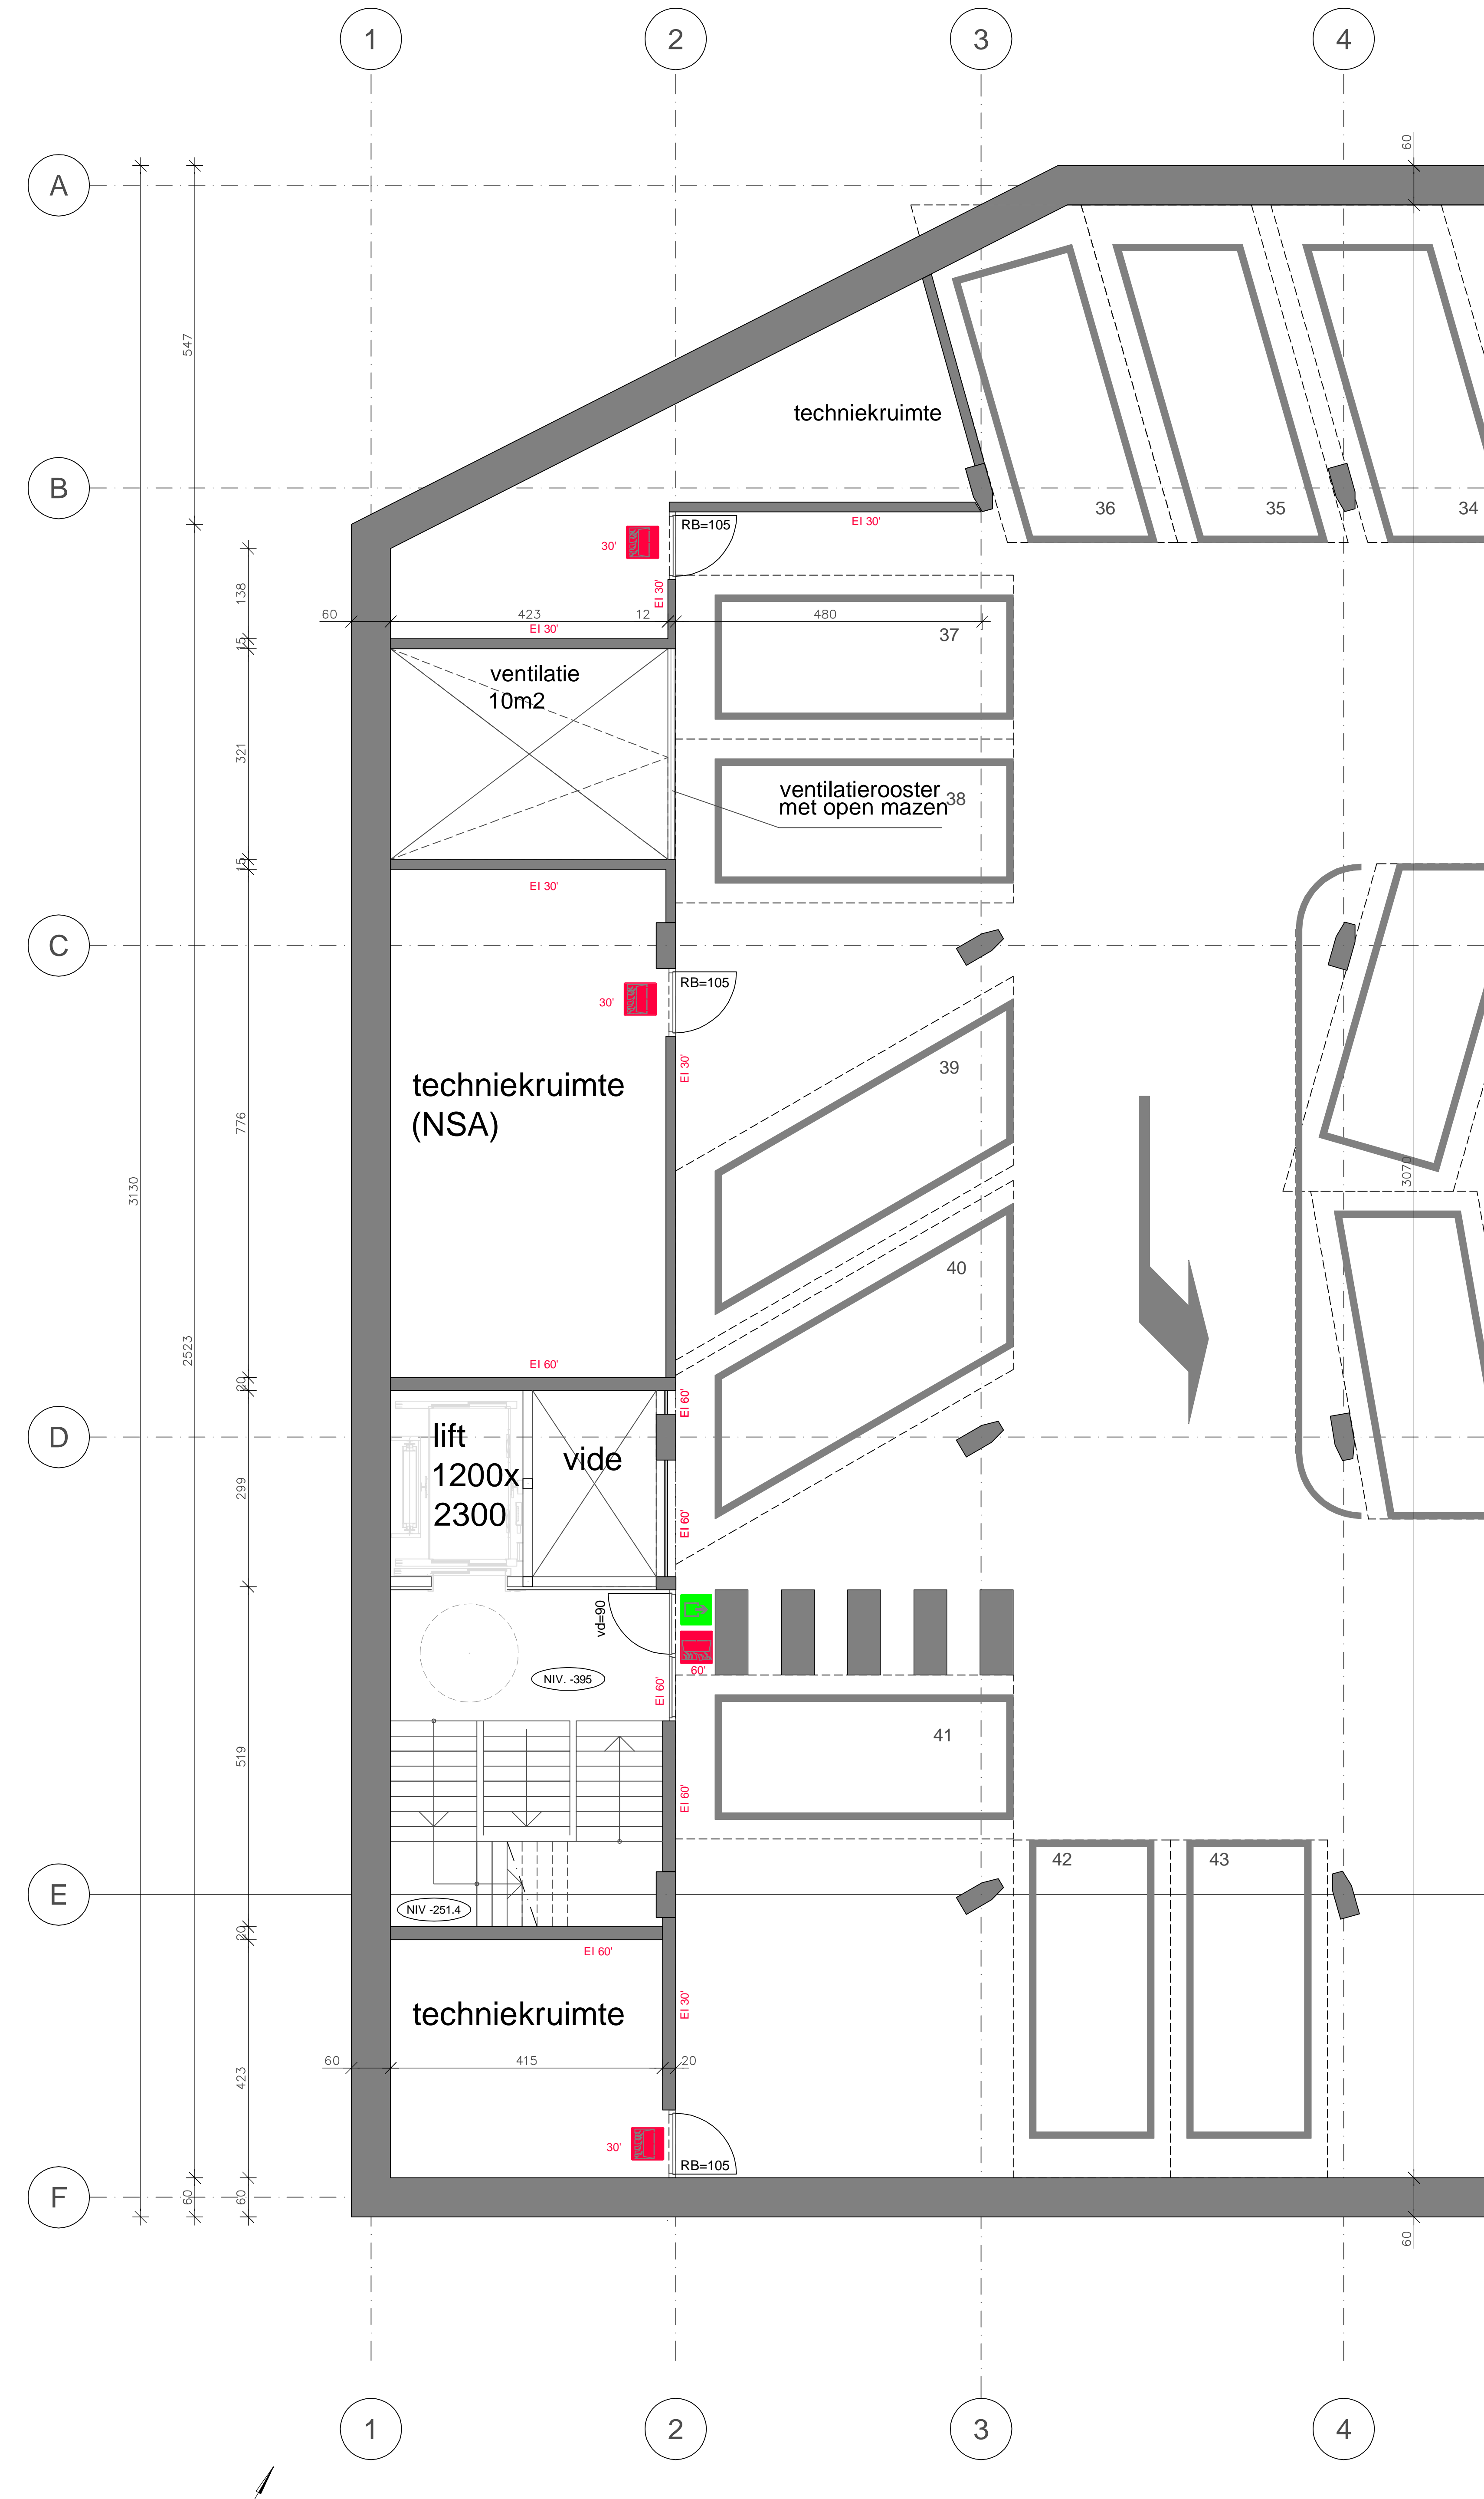 1
2
3
4
A
60
547
techniekruimte
B
36
35
34
RB=105
EI 30'
30'
EI 30'
138
60
423
12
480
EI 30'
37
15
ventilatie
10m2
321
ventilatierooster
met open mazen
38
15
EI 30'
C
RB=105
30'
EI 30'
39
techniekruimte
(NSA)
776
3130
3070
40
2523
EI 60'
20
EI 60'
D
lift
1200x
2300
vide
299
EI 60'
vd=90
60'
NIV. -395
EI 60'
41
519
EI 60'
42
43
E
NIV -251.4
20
EI 60'
EI 30'
techniekruimte
60
415
20
423
30'
RB=105
F
60
60
60
1
2
3
4